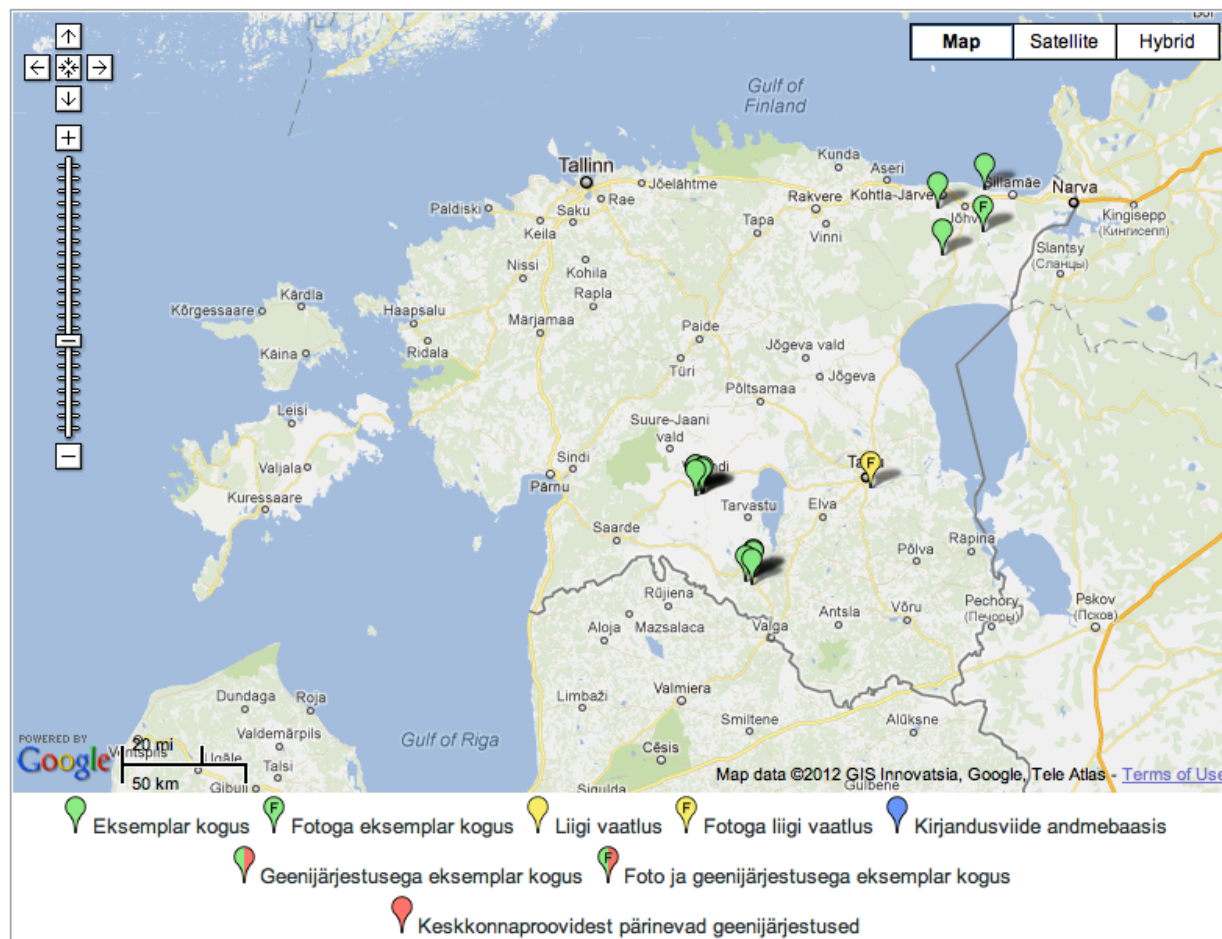 Map Satellite Hybrid
Gulf of
Finland
Tallinn
Jõelähtme
Rae
Saku
Paldiski
Keila
Kunda
Aseri
Rakvere
Kohtla-Järve
Sillamäe
Narva
Jõhvi
Kingisepp
(Кингисепп)
Tapa
Vinni
Slantsy
(Сланцы)
Nissi
Kohila
Rapla
Kärdla
Kõrgessaare
Haapsalu
Märjamaa
Paide
Käina
Ridala
Türi
Jõgeva vald
Jõgeva
Põltsamaa
Leisi
Suure-Jaani
vald
Valjala
Sindi
Pärnu
Kuressaare
Tarvastu
Elva
Saarde
Põlva
Räpina
Rūjiena
Mazsalaca
Aloja
Antsla
Võru
Pechory
(Печоры)
Pskov
(Псков)
Valga
Dundaga
Roja
Limbaži
Valmiera
Smiltene
Alūksne
Valdemārpils
Gulf of Riga
Cēsis
POWERED BY
Google
Ventspils
20 mi
Ugāle
Talsi
50 km
Gibuļi
Sigulda
Gulbene
Map data ©2012 GIS Innovatsia, Google, Tele Atlas - Terms of Use
Eksemplar kogus F Fotoga eksemplar kogus Liigi vaatlus F Fotoga liigi vaatlus Kirjandusviide andmebaasis
Geenijärjestusega eksemplar kogus F Foto ja geenijärjestusega eksemplar kogus
Keskkonnaproovidest pärinevad geenijärjestused